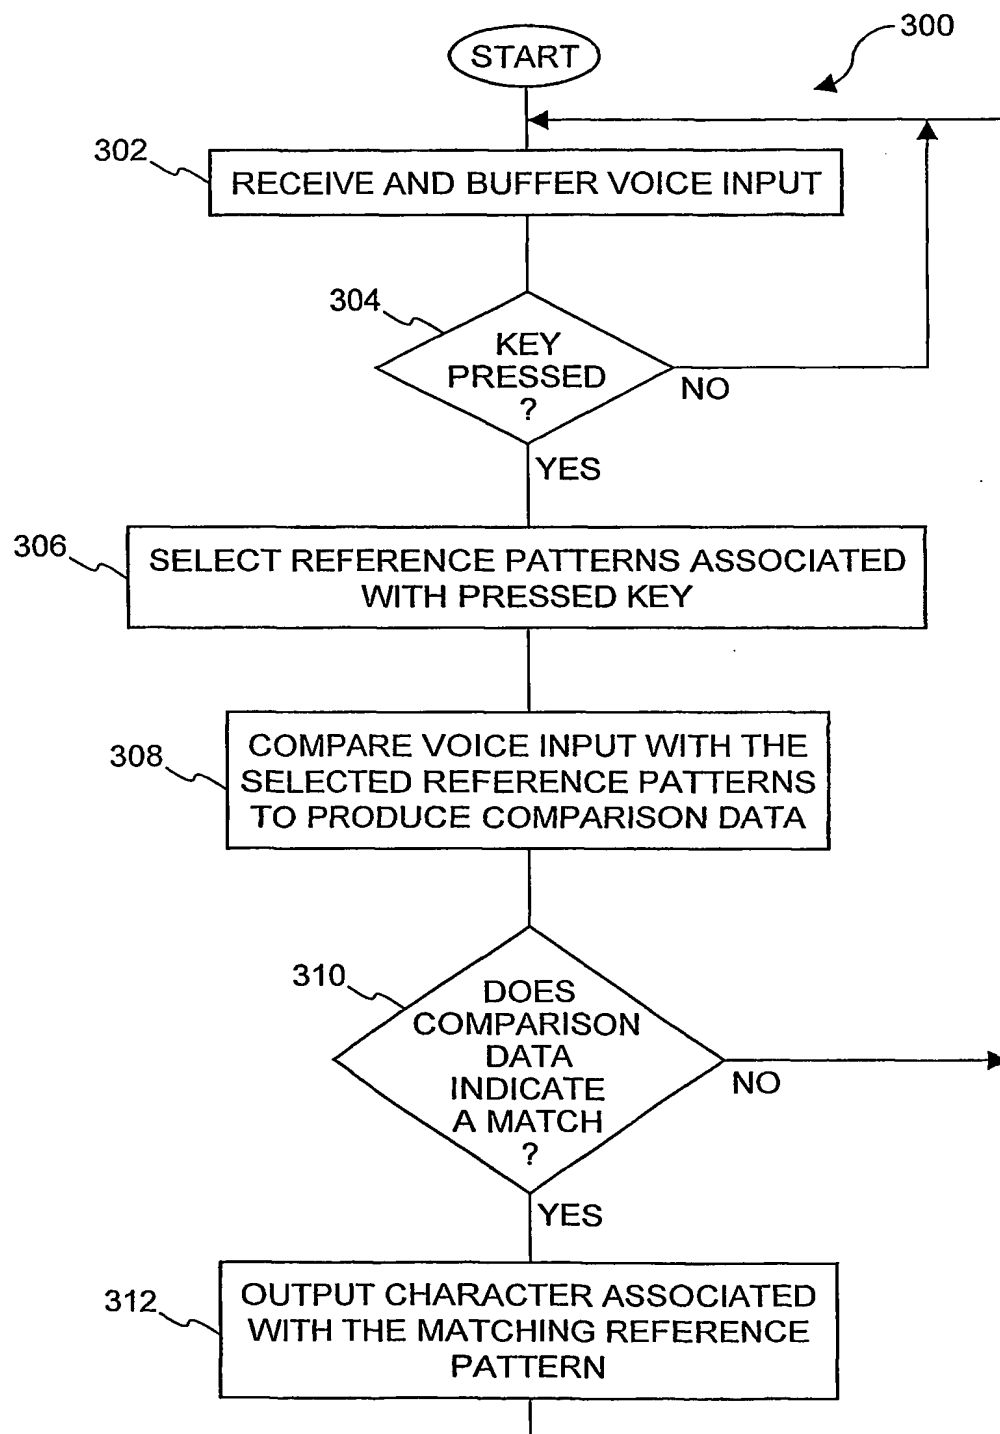 300
START
302
RECEIVE AND BUFFER VOICE INPUT
304
KEY
PRESSED
?
NO
YES
306
SELECT REFERENCE PATTERNS ASSOCIATED
WITH PRESSED KEY
308
COMPARE VOICE INPUT WITH THE
SELECTED REFERENCE PATTERNS
TO PRODUCE COMPARISON DATA
310
DOES
COMPARISON
DATA
INDICATE
A MATCH
?
NO
YES
312
OUTPUT CHARACTER ASSOCIATED
WITH THE MATCHING REFERENCE
PATTERN